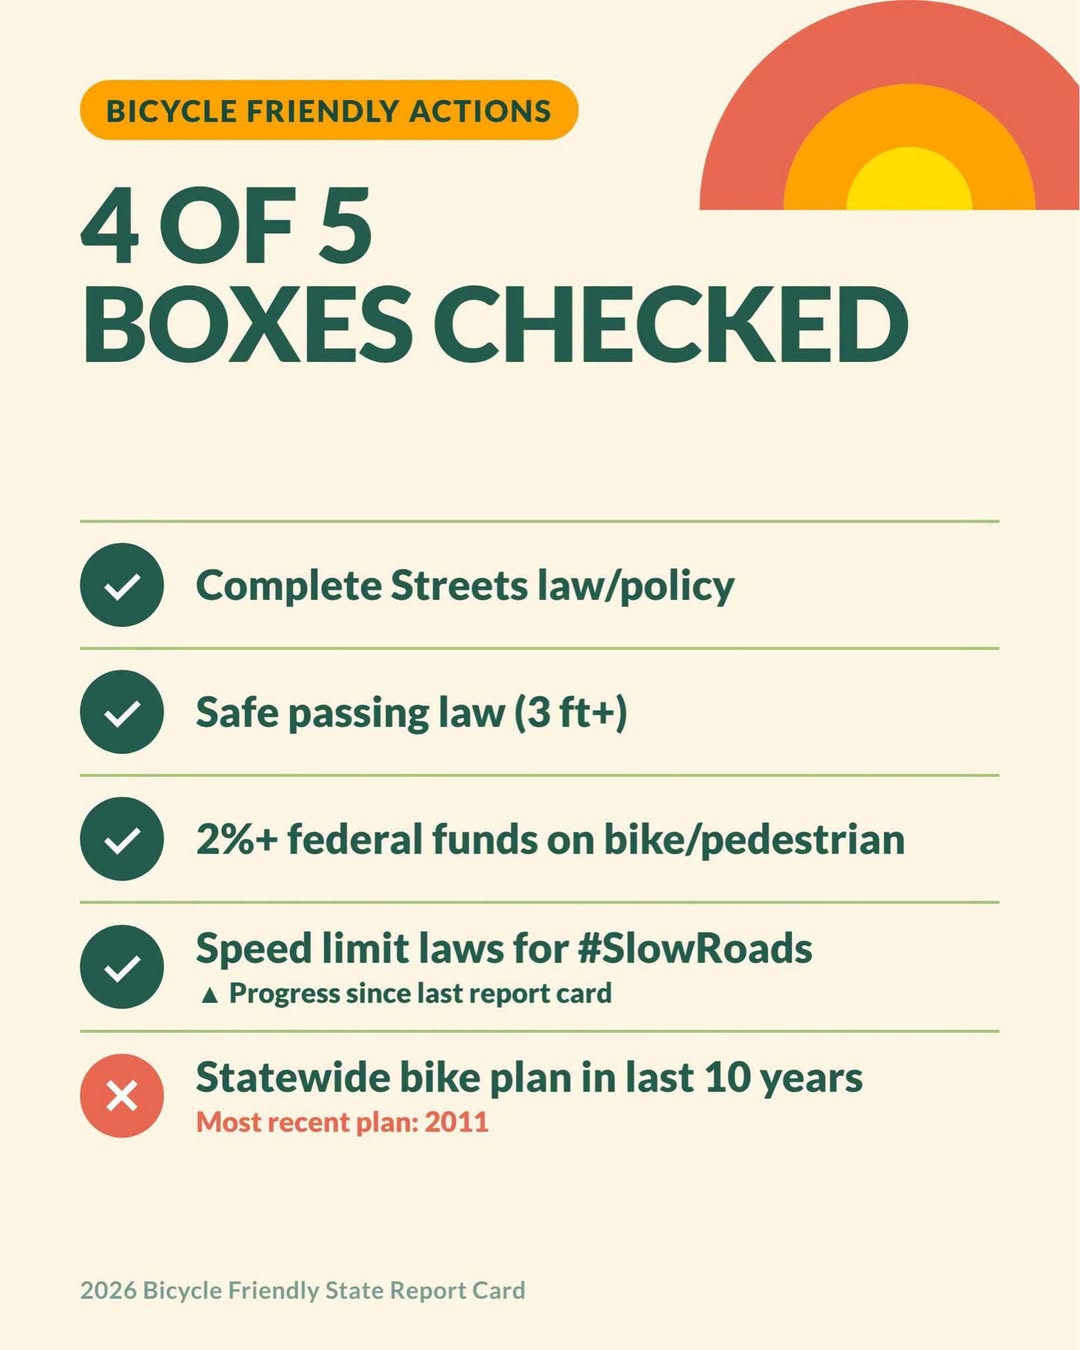 BICYCLE FRIENDLY ACTIONS
4 OF 5
BOXES CHECKED
Complete Streets law/policy
Safe passing law (3 ft+)
2%+ federal funds on bike/pedestrian
Speed limit laws for #SlowRoads
▲ Progress since last report card
Statewide bike plan in last 10 years
Most recent plan: 2011
2026 Bicycle Friendly State Report Card